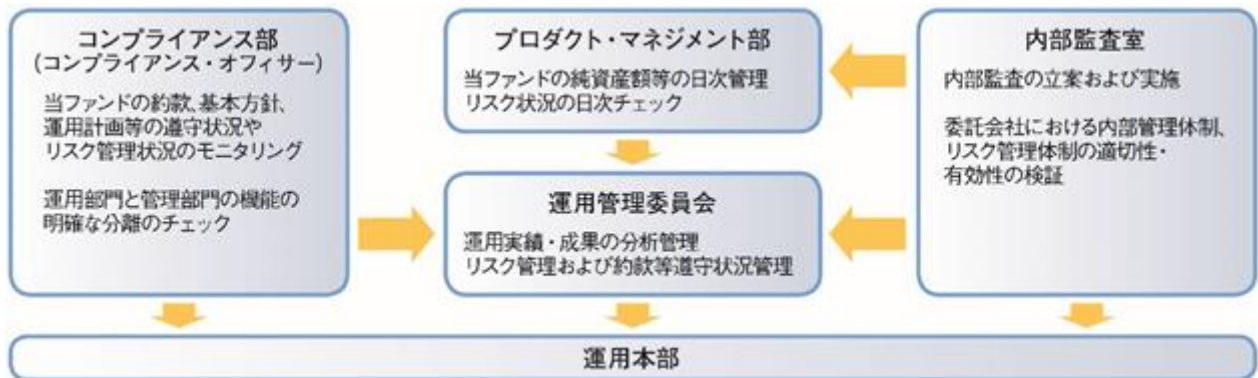 コンプライアンス部
(コンプライアンス・オフィサー)
当ファンドの約款、基本方針、
運用計画等の遵守状況や
リスク管理状況のモニタリング
運用部門と管理部門の機能の
明確な分離のチェック
プロダクト・マネジメント部
当ファンドの純資産額等の日次管理
リスク状況の日次チェック
運用管理委員会
運用実績・成果の分析管理
リスク管理および約款等遵守状況管理
内部監査室
内部監査の立案および実施
委託会社における内部管理体制、
リスク管理体制の適切性・
有効性の検証
運用本部